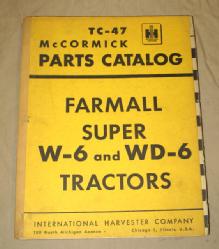 TC-47
McCORMICK
PARTS CATALOG
FARMALL
SUPER
W-6 and WD-6
TRACTORS
INTERNATIONAL HARVESTER COMPANY
180 North Michigan Avenue - Chicago 1, Illinois, U.S.A.